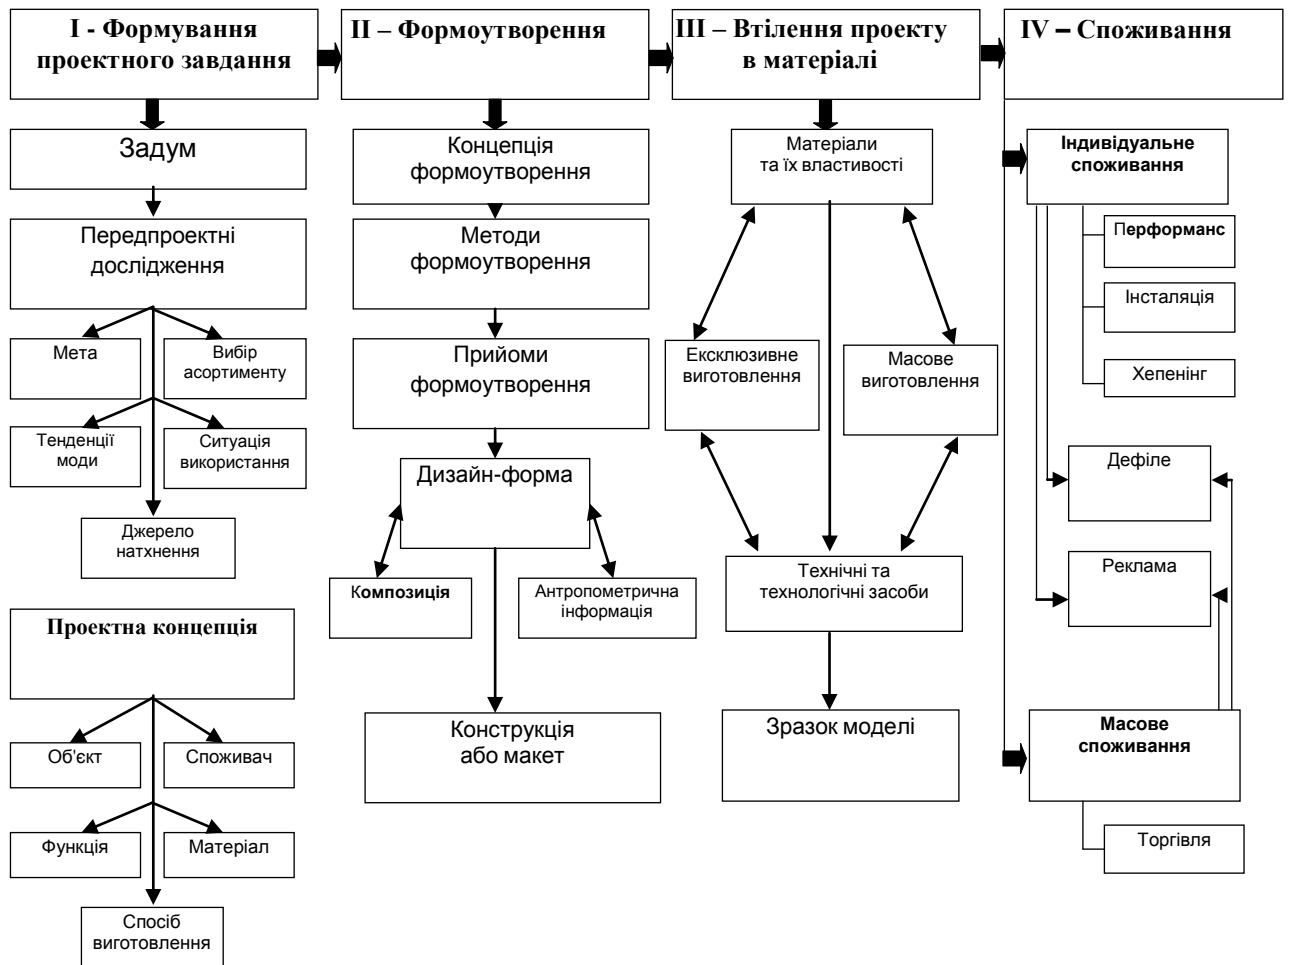 І - Формування
проектного завдання
Задум
Передпроектні
дослідження
Мета
Вибір
асортименту
Тенденції
моди
Ситуація
використання
Джерело
натхнення
Проектна концепція
Об'єкт
Споживач
Функція
Матеріал
Спосіб
виготовлення
ІІ – Формоутворення
Концепція
формоутворення
Методи
формоутворення
Прийоми
формоутворення
Дизайн-форма
Композиція
Антропометрична
інформація
Конструкція
або макет
ІІІ – Втілення проекту
в матеріалі
Матеріали
та їх властивості
Ексклюзивне
виготовлення
Масове
виготовлення
Технічні та
технологічні засоби
Зразок моделі
IV – Споживання
Індивідуальне
споживання
Перформанс
Інсталяція
Хепенінг
Дефіле
Реклама
Масове
споживання
Торгівля